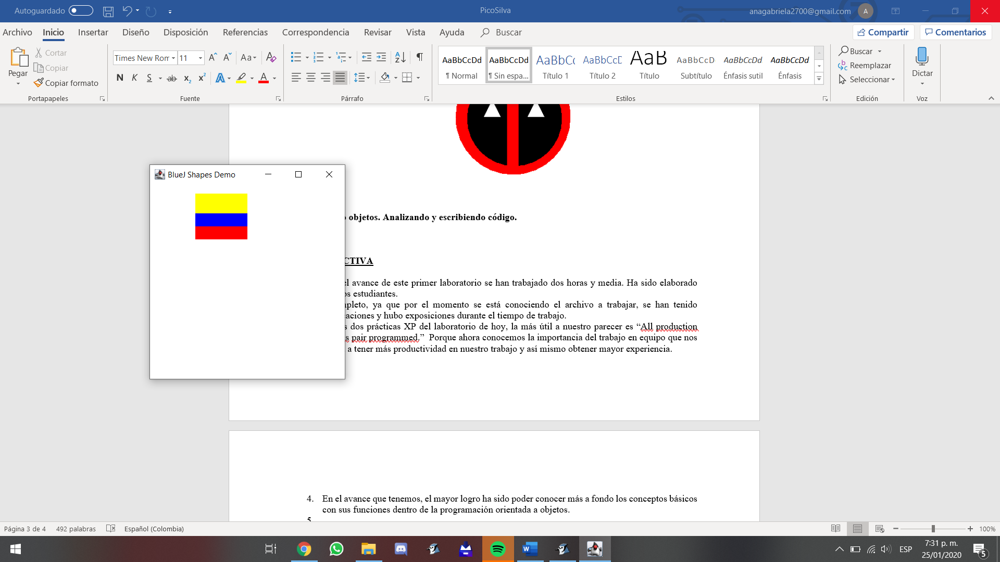 Autoguardado
PicoSilva
anagabriela2700@gmail.com
A
Archivo
Inicio
Insertar
Diseño
Disposición
Referencias
Correspondencia
Revisar
Vista
Ayuda
Buscar
Compartir
Comentarios
Pegar
Cortar
Copiar
Copiar formato
Portapapeles
Times New Ron
11
Aa
N K S ab x₂ x²
Fuente
Párrafo
AaBbCcDd
¶ Normal
AaBbCcDd
¶ Sin espa...
AaBbCc
Título 1
AaBbCcE
Título 2
AaB
Título
AaBbCcD
Subtítulo
AaBbCcDd
Énfasis sutil
AaBbCcDd
Énfasis
Estilos
Buscar
Reemplazar
Seleccionar
Edición
Dictar
Voz
BlueJ Shapes Demo
objetos. Analizando y escribiendo código.
CTIVA
el avance de este primer laboratorio se han trabajado dos horas y media. Ha sido elaborado
os estudiantes.
mpleto, ya que por el momento se está conociendo el archivo a trabajar, se han tenido
caciones y hubo exposiciones durante el tiempo de trabajo.
s dos prácticas XP del laboratorio de hoy, la más útil a nuestro parecer es “All production
s pair programmed.” Porque ahora conocemos la importancia del trabajo en equipo que nos
a tener más productividad en nuestro trabajo y así mismo obtener mayor experiencia.
4. En el avance que tenemos, el mayor logro ha sido poder conocer más a fondo los conceptos básicos
con sus funciones dentro de la programación orientada a objetos.
5
Página 3 de 4
492 palabras
Español (Colombia)
100%
ESP
7:31 p. m.
25/01/2020
5